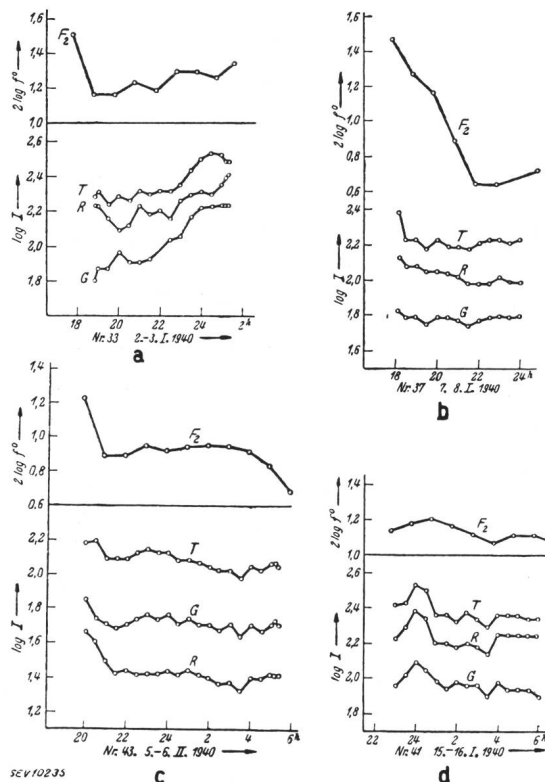 a
2 log f° →
1,6
1,4
1,2
1,0
F₂
log I →
2,6
2,4
2,2
2,0
1,8
T
R
G
18 20 22 24 2ʰ
Nr. 33 2.-3. I. 1940 →
a
2 log f° →
1,4
1,2
1,0
0,8
0,6
F₂
log I →
2,4
2,2
2,0
1,8
1,6
T
R
G
18 20 22 24ʰ
Nr. 37 7. 8. I. 1940
b
2 log f° →
1,4
1,2
1,0
0,9
0,6
F₂
log I →
2,2
2,0
1,8
1,6
1,4
1,2
T
G
R
20 22 24 2 4 6ʰ
Nr. 43. 5.-6. II. 1940 →
c
2 log f° →
1,4
1,2
1,0
F₂
log I →
2,6
2,4
2,2
2,0
1,8
T
R
G
22 24 2 4 6ʰ
Nr. 41 15.-16. I. 1940 →
d
SEV10235